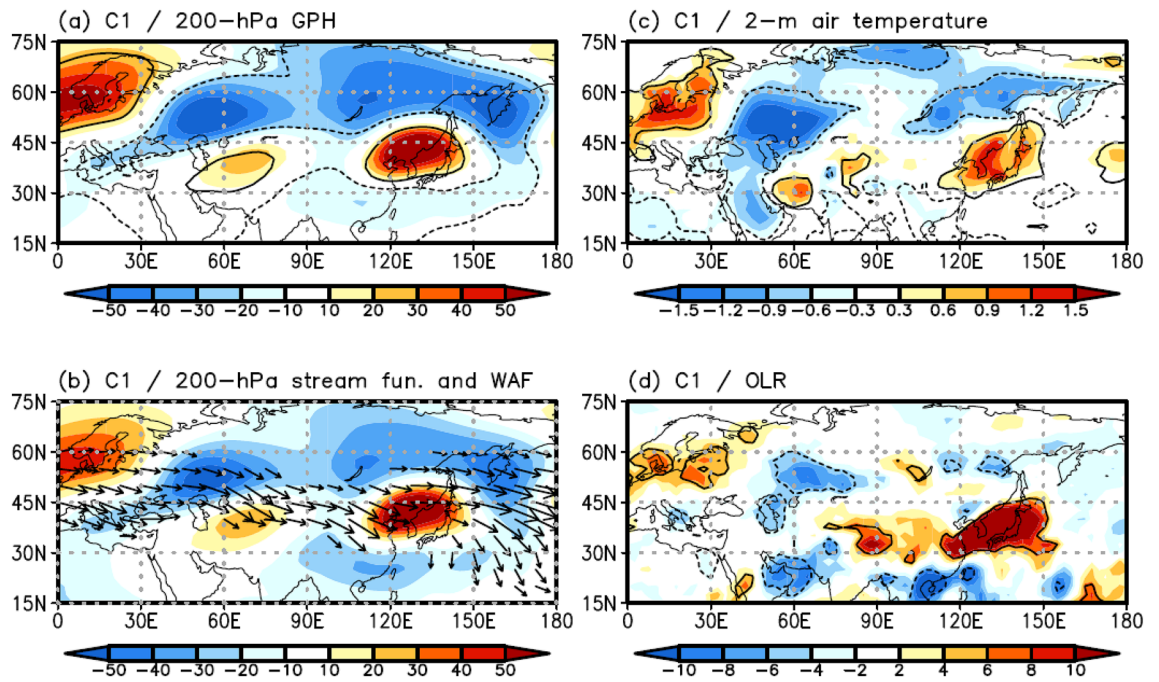 (a) C1 / 200-hPa GPH
75N
60N
45N
30N
15N
0 30E 60E 90E 120E 150E 180
-50 -40 -30 -20 -10 10 20 30 40 50
(c) C1 / 2-m air temperature
75N
60N
45N
30N
15N
0 30E 60E 90E 120E 150E 180
-1.5 -1.2 -0.9 -0.6 -0.3 0.3 0.6 0.9 1.2 1.5
(b) C1 / 200-hPa stream fun. and WAF
75N
60N
45N
30N
15N
0 30E 60E 90E 120E 150E 180
-50 -40 -30 -20 -10 10 20 30 40 50
(d) C1 / OLR
75N
60N
45N
30N
15N
0 30E 60E 90E 120E 150E 180
-10 -8 -6 -4 -2 2 4 6 8 10